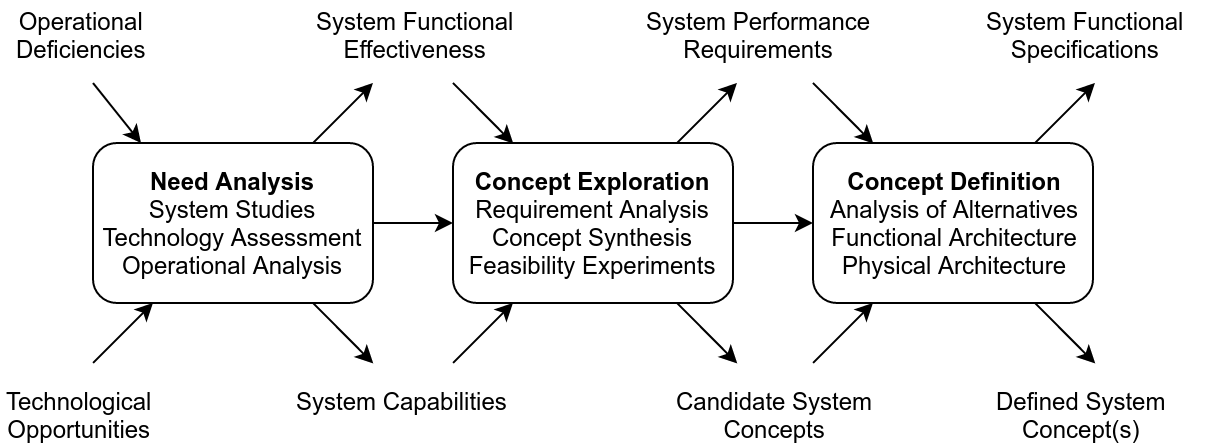 Operational
Deficiencies
System Functional
Effectiveness
System Performance
Requirements
System Functional
Specifications
Need Analysis
System Studies
Technology Assessment
Operational Analysis
Concept Exploration
Requirement Analysis
Concept Synthesis
Feasibility Experiments
Concept Definition
Analysis of Alternatives
Functional Architecture
Physical Architecture
Technological
Opportunities
System Capabilities
Candidate System
Concepts
Defined System
Concept(s)